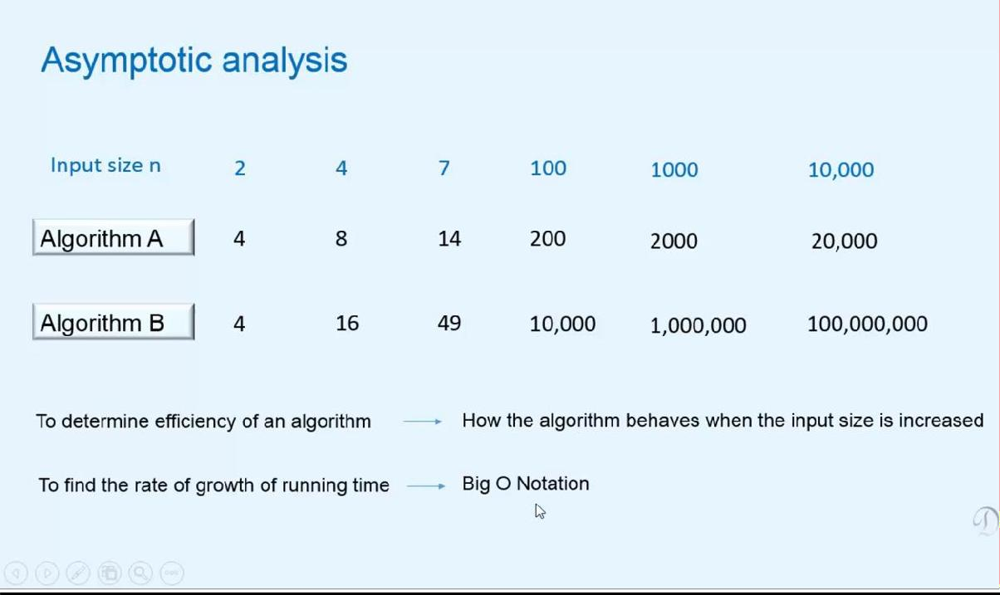 Asymptotic analysis
Input size n 2 4 7 100 1000 10,000
Algorithm A 4 8 14 200 2000 20,000
Algorithm B 4 16 49 10,000 1,000,000 100,000,000
To determine efficiency of an algorithm → How the algorithm behaves when the input size is increased
To find the rate of growth of running time → Big O Notation